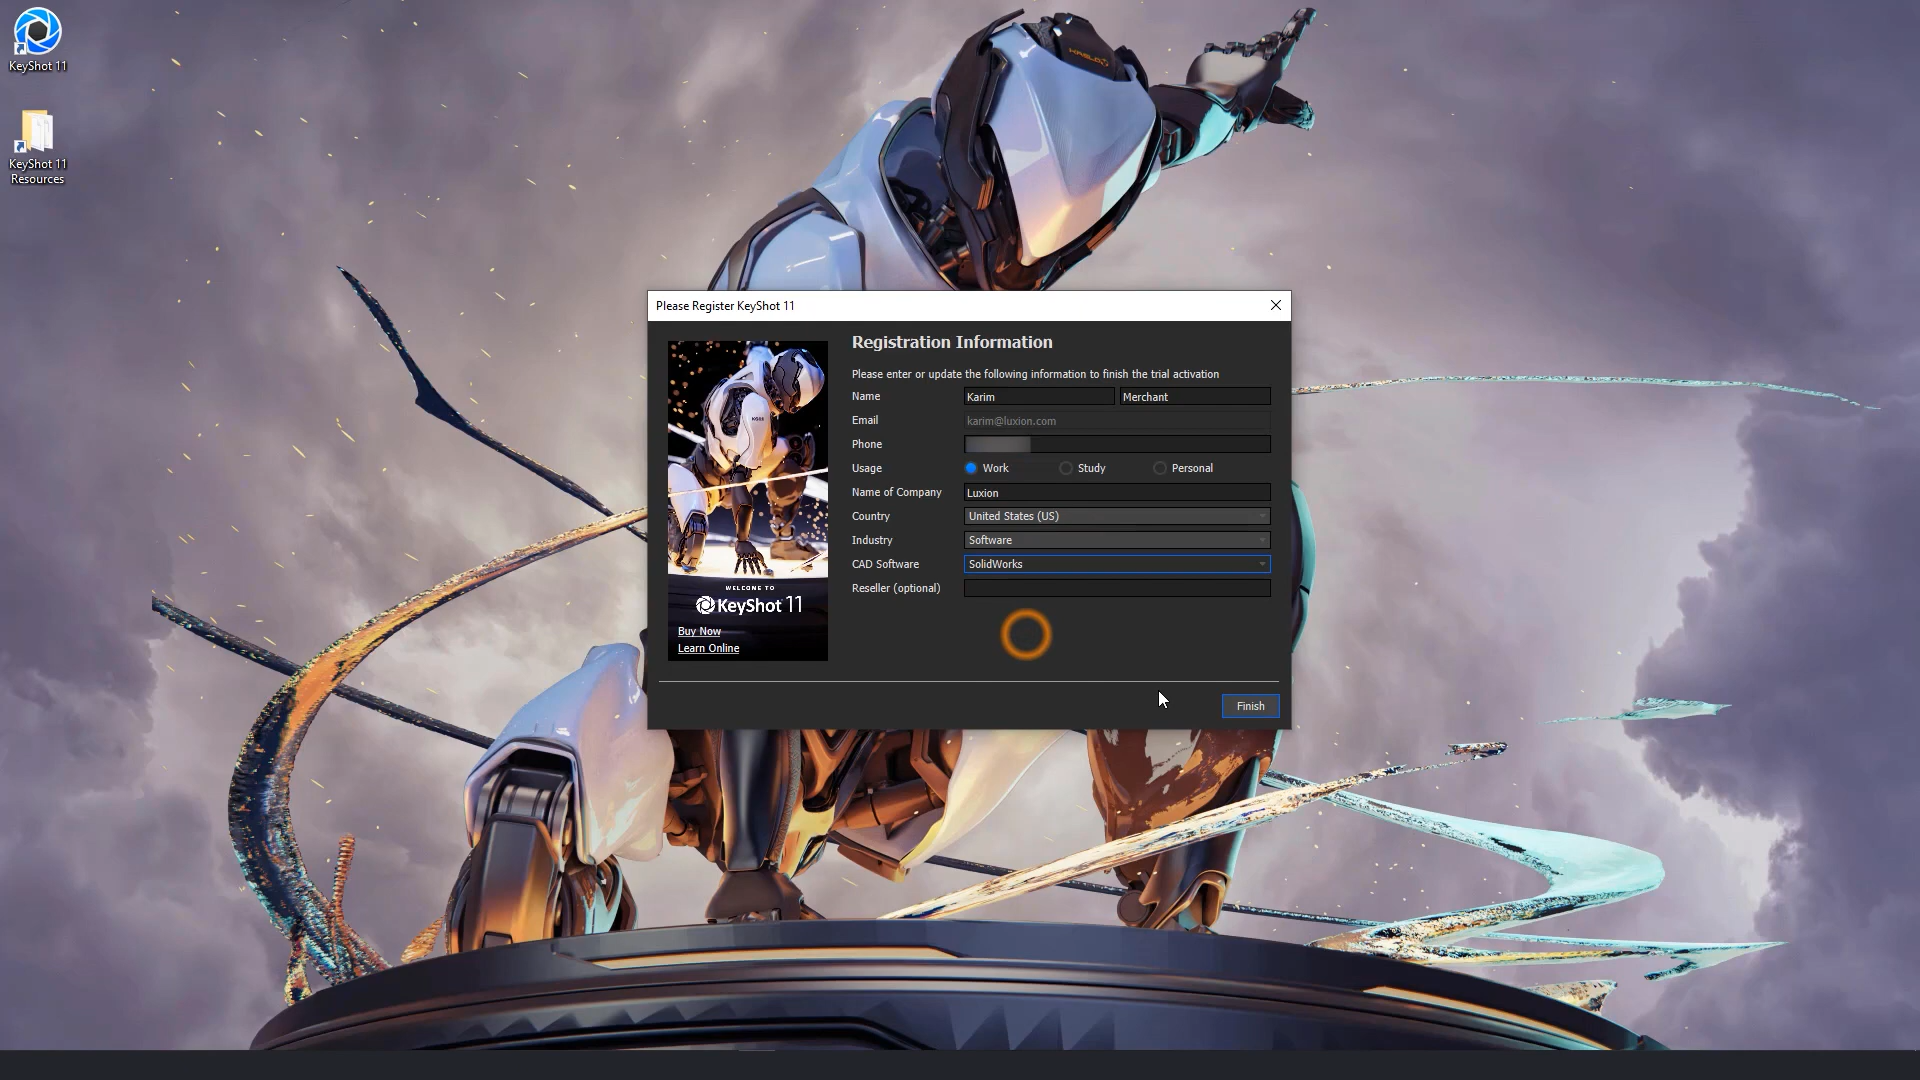 KeyShot 11
KeyShot 11
Resources
Please Register KeyShot 11
Registration Information
Please enter or update the following information to finish the trial activation
Name Karim Merchant
Email karim@luxion.com
Phone
Usage Work Study Personal
Name of Company Luxion
Country United States (US)
Industry Software
CAD Software SolidWorks
Reseller (optional)
WELCOME TO
KeyShot 11
Buy Now
Learn Online
Finish